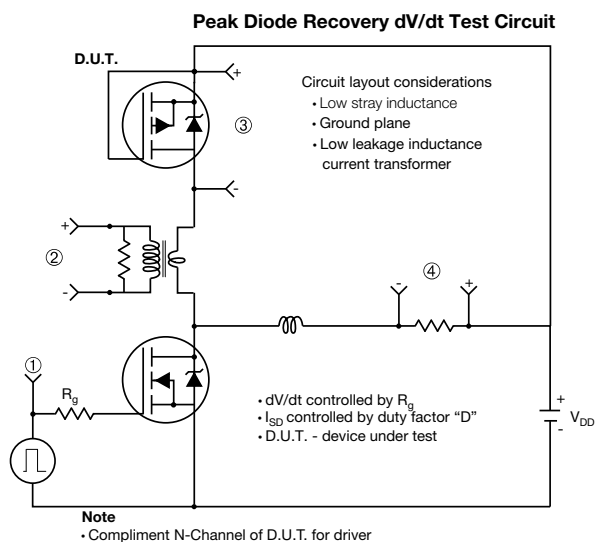 Peak Diode Recovery dV/dt Test Circuit
D.U.T.
+
Circuit layout considerations
• Low stray inductance
③
• Ground plane
• Low leakage inductance
current transformer
-
+
②
④
-
+
-
①
Rg
• dV/dt controlled by Rg
• ISD controlled by duty factor “D”
• D.U.T. - device under test
+
VDD
-
Note
• Compliment N-Channel of D.U.T. for driver